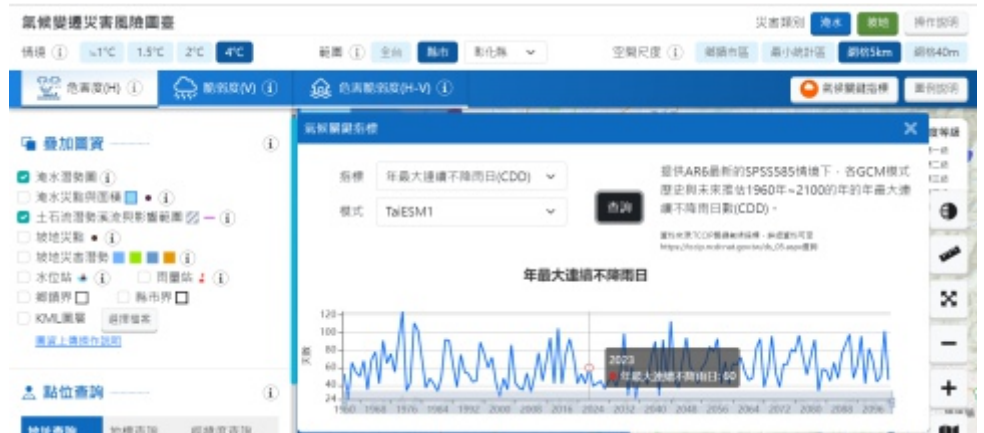 氣候變遷災害風險圖臺
災害類別 淹水 坡地 操作說明
情境 1°C 1.5°C 2°C 4°C
範圍 全台 縣市 彰化縣
空間尺度 鄉鎮市區 最小統計區 網格5km 網格40m
危害度(H) 脆弱度(V) 危害脆弱度(H-V)
氣候關鍵指標 圖例說明
疊加圖資
淹水潛勢圖
淹水災點與面積
土石流潛勢溪流與影響範圍
坡地災點
坡地災害潛勢
水位站 雨量站
鄉鎮界 縣市界
KML圖層 選擇檔案
圖資上傳操作說明
點位查詢
氣候關鍵指標
指標 年最大連續不降雨日(CDD)
模式 TaiESM1
查詢
提供AR6最新的SPSS585情境下，各GCM模式
歷史與未來推估1960年~2100的年的年最大連
續不降雨日數(CDD)。
年最大連續不降雨日
天數
120
100
80
60
40
24
1960 1968 1976 1984 1992 2000 2008 2016 2024 2032 2040 2048 2056 2064 2072 2080 2088 2096
2023
年最大連續不降雨日: 60